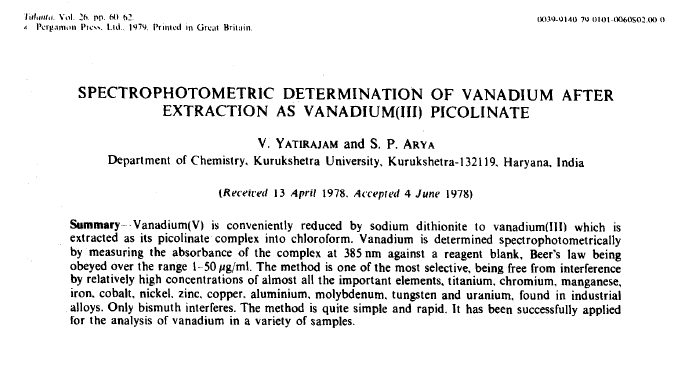 Talanta. Vol. 26. pp. 60 62.
Pergamon Press. Ltd.. 1979. Printed in Great Britain.
0039-9140 79 0101-0060$02.00 0
SPECTROPHOTOMETRIC DETERMINATION OF VANADIUM AFTER
EXTRACTION AS VANADIUM(III) PICOLINATE
V. YATIRAJAM and S. P. ARYA
Department of Chemistry, Kurukshetra University, Kurukshetra-132119, Haryana, India
(Received 13 April 1978. Accepted 4 June 1978)
Summary—Vanadium(V) is conveniently reduced by sodium dithionite to vanadium(III) which is
extracted as its picolinate complex into chloroform. Vanadium is determined spectrophotometrically
by measuring the absorbance of the complex at 385 nm against a reagent blank, Beer's law being
obeyed over the range 1–50 μg/ml. The method is one of the most selective, being free from interference
by relatively high concentrations of almost all the important elements, titanium, chromium, manganese,
iron, cobalt, nickel, zinc, copper, aluminium, molybdenum, tungsten and uranium, found in industrial
alloys. Only bismuth interferes. The method is quite simple and rapid. It has been successfully applied
for the analysis of vanadium in a variety of samples.